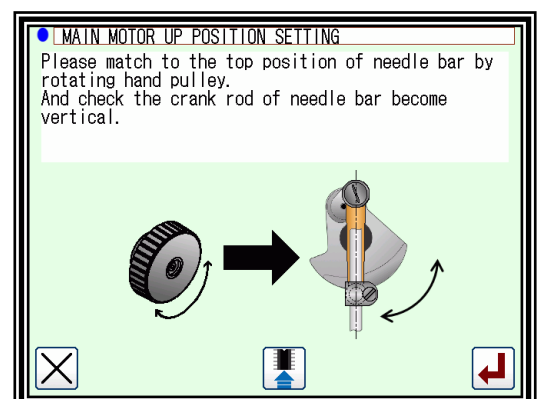 MAIN MOTOR UP POSITION SETTING
Please match to the top position of needle bar by
rotating hand pulley.
And check the crank rod of needle bar become
vertical.